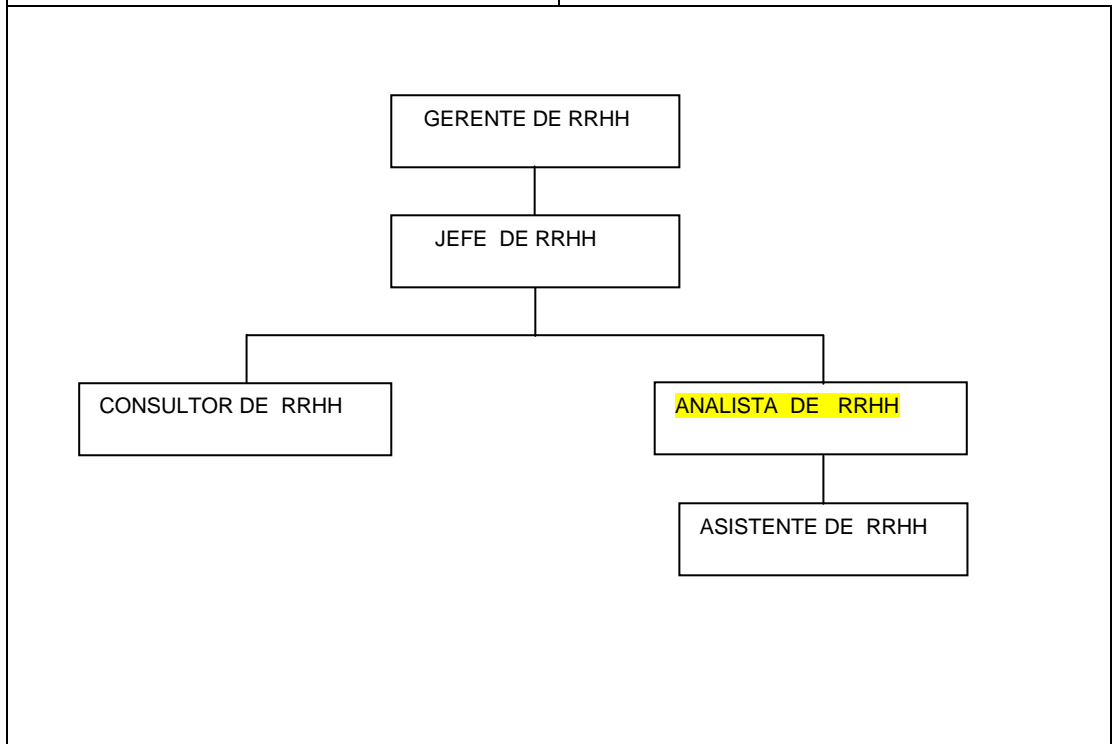 GERENTE DE RRHH
JEFE DE RRHH
CONSULTOR DE RRHH
ANALISTA DE RRHH
ASISTENTE DE RRHH